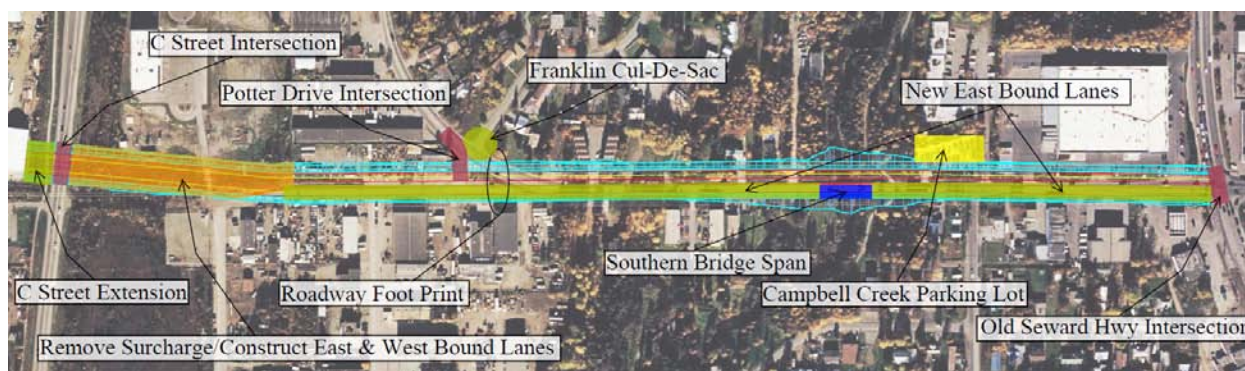 C Street Intersection
Franklin Cul-De-Sac
Potter Drive Intersection
New East Bound Lanes
Southern Bridge Span
C Street Extension
Roadway Foot Print
Campbell Creek Parking Lot
Old Seward Hwy Intersection
Remove Surcharge/Construct East & West Bound Lanes